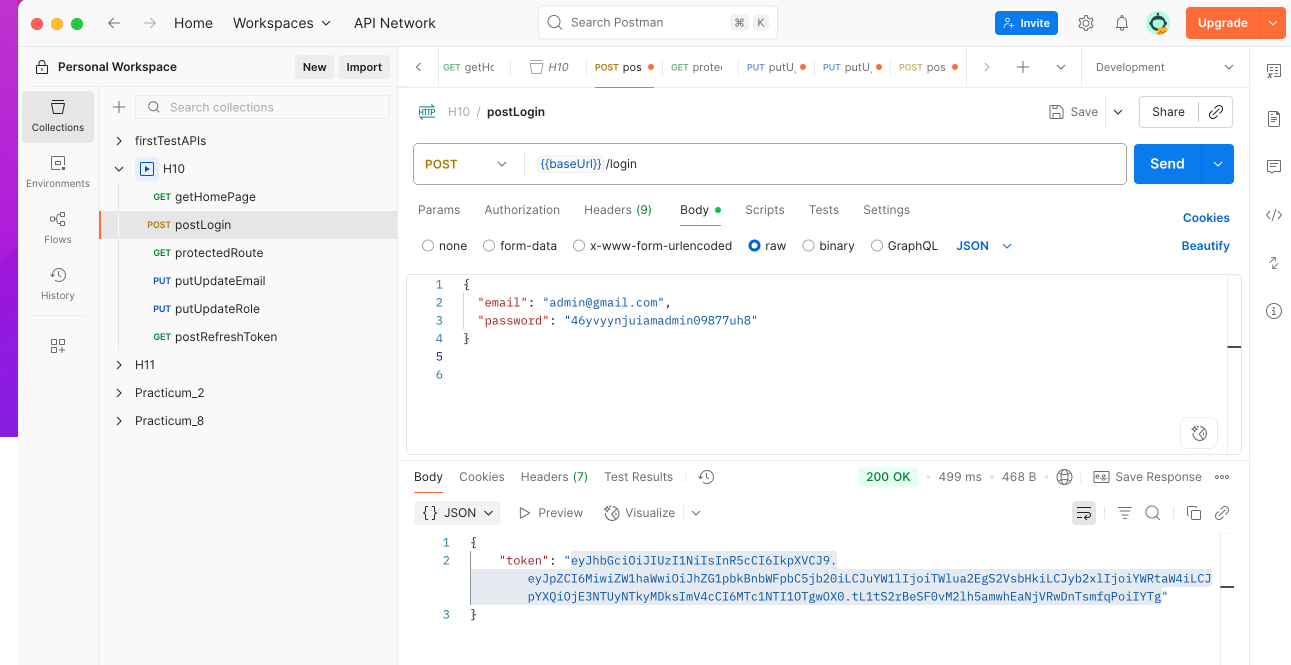 Home Workspaces API Network Search Postman ⌘ K Invite Upgrade
Personal Workspace New Import GET getHo H10 POST pos GET prote PUT putU PUT putU POST pos Development
Collections
Environments
Flows
History
Search collections
firstTestAPIs
H10
GET getHomePage
POST postLogin
GET protectedRoute
PUT putUpdateEmail
PUT putUpdateRole
GET postRefreshToken
H11
Practicum_2
Practicum_8
HTTP H10 / postLogin Save Share
POST {{baseUrl}} /login Send
Params Authorization Headers (9) Body Scripts Tests Settings Cookies
none form-data x-www-form-urlencoded raw binary GraphQL JSON Beautify
1 {
2 "email": "admin@gmail.com",
3 "password": "46yvyynjuiamadmin09877uh8"
4 }
5
6
Body Cookies Headers (7) Test Results 200 OK 499 ms 468 B Save Response
{} JSON Preview Visualize
1 {
2 "token": "eyJhbGciOiJIUzI1NiIsInR5cCI6IkpXVCJ9.
eyJpZCI6MiwiZW1haWwiOiJhZG1pbkBnbWFpbC5jb20iLCJuYW1lIjoiTWlua2EgS2VsbHkiLCJyb2xlIjoiYWRtaW4iLCJ
pYXQiOjE3NTUyNTkyMDksImV4cCI6MTc1NTI1OTgwOX0.tL1tS2rBeSF0vM2lh5amwhEaNjVRwDnTsmfqPoiIYTg"
3 }